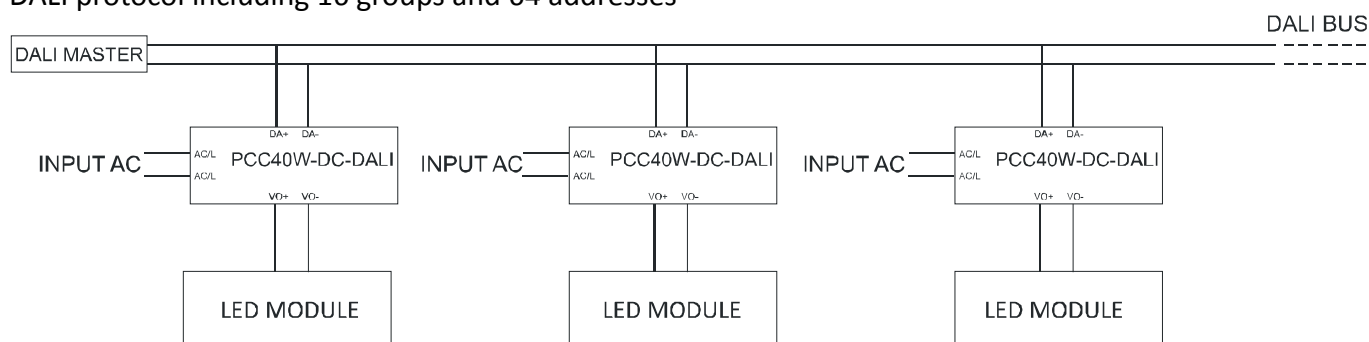 DALI protocol including 16 groups and 64 addresses
DALI BUS
DALI MASTER
DA+ DA-
DA+ DA-
DA+ DA-
INPUT AC
AC/L
AC/L
PCC40W-DC-DALI
VO+ VO-
INPUT AC
AC/L
AC/L
PCC40W-DC-DALI
VO+ VO-
INPUT AC
AC/L
AC/L
PCC40W-DC-DALI
VO+ VO-
LED MODULE
LED MODULE
LED MODULE